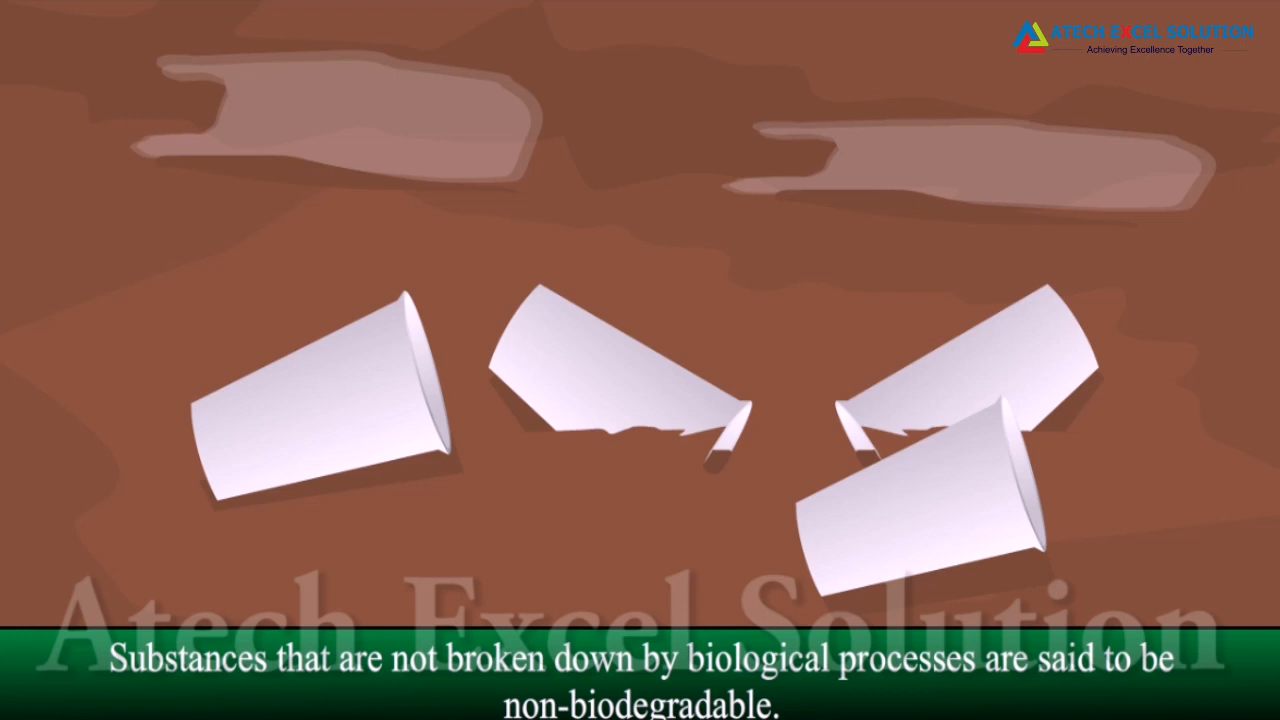 ATECH EXCEL SOLUTION
Achieving Excellence Together
Atech Excel Solution
Substances that are not broken down by biological processes are said to be
non-biodegradable.